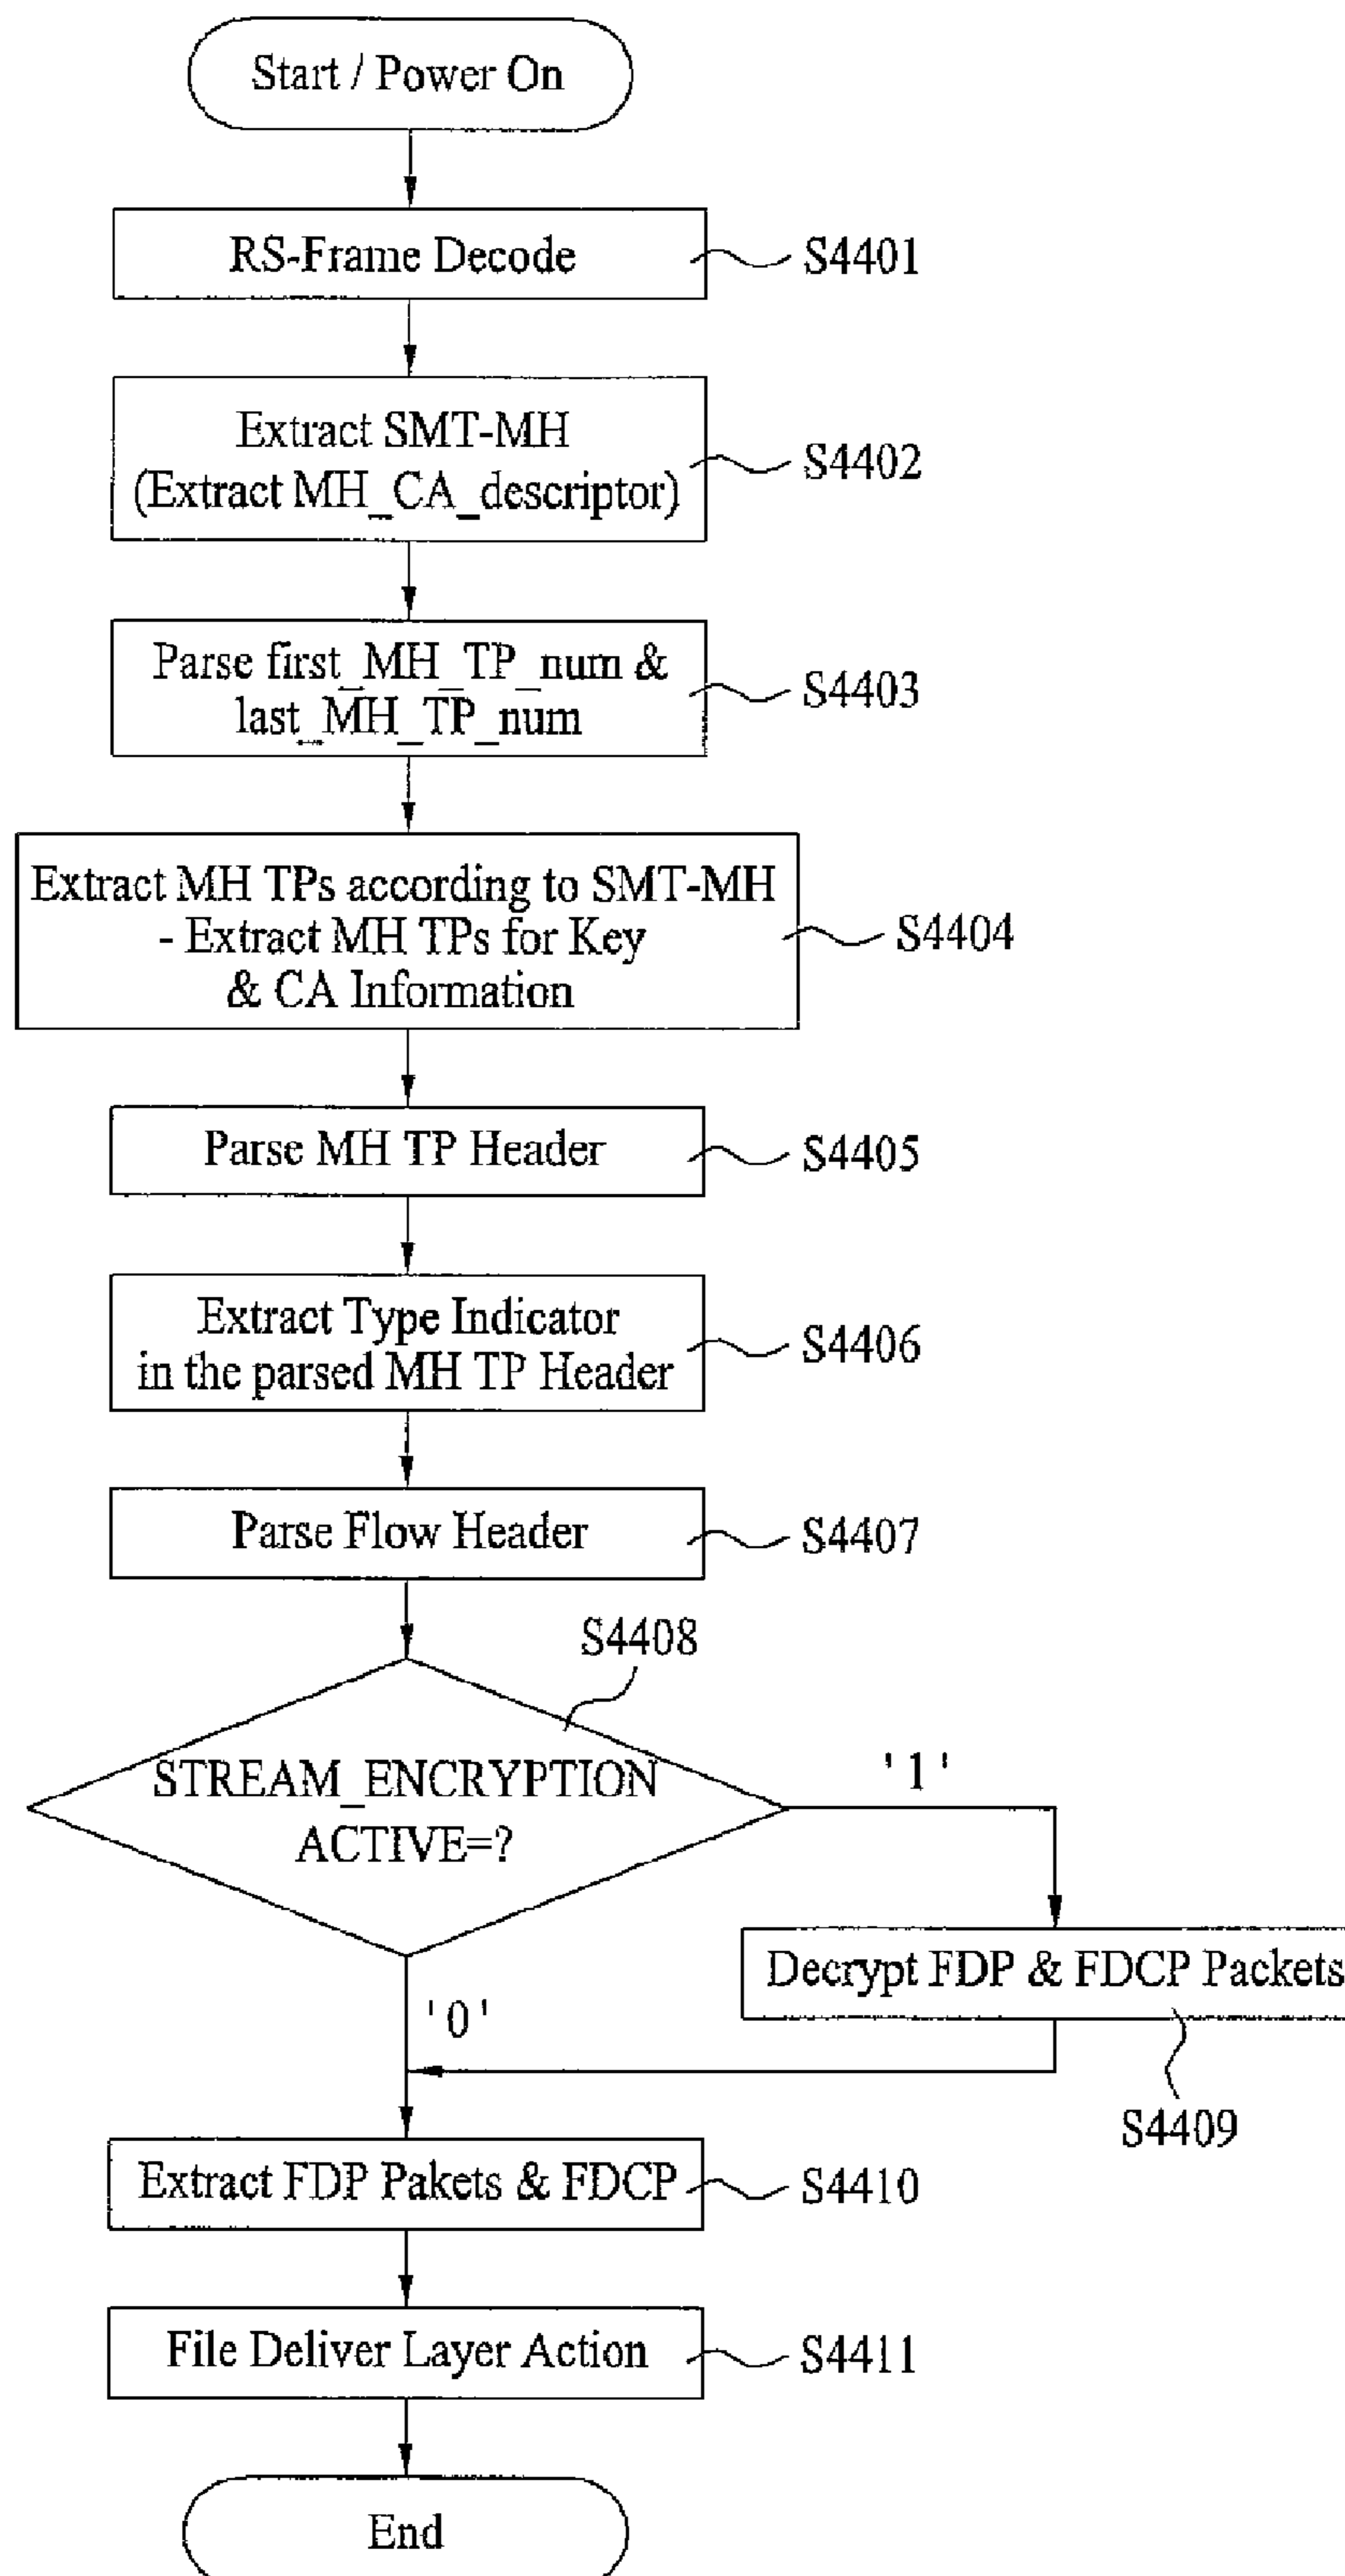 Start / Power On
RS-Frame Decode
S4401
Extract SMT-MH
(Extract MH_CA_descriptor)
S4402
Parse first_MH_TP_num &
last_MH_TP_num
S4403
Extract MH TPs according to SMT-MH
- Extract MH TPs for Key
& CA Information
S4404
Parse MH TP Header
S4405
Extract Type Indicator
in the parsed MH TP Header
S4406
Parse Flow Header
S4407
S4408
STREAM_ENCRYPTION
ACTIVE=?
'1'
Decrypt FDP & FDCP Packets
'0'
S4409
Extract FDP Pakets & FDCP
S4410
File Deliver Layer Action
S4411
End